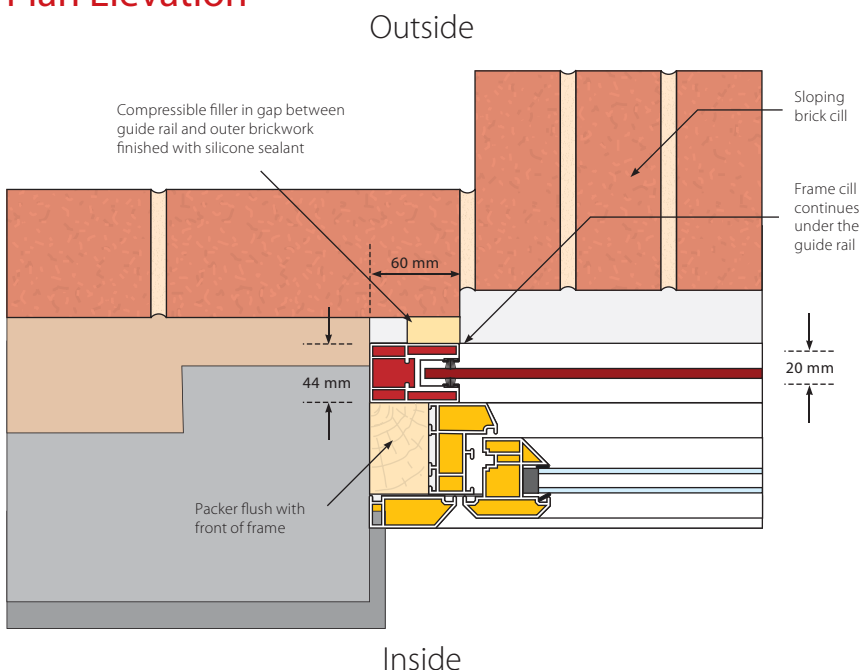 Plan Elevation
Outside
Compressible filler in gap between
guide rail and outer brickwork
finished with silicone sealant
Sloping
brick cill
Frame cill
continues
under the
guide rail
60 mm
44 mm
20 mm
Packer flush with
front of frame
Inside